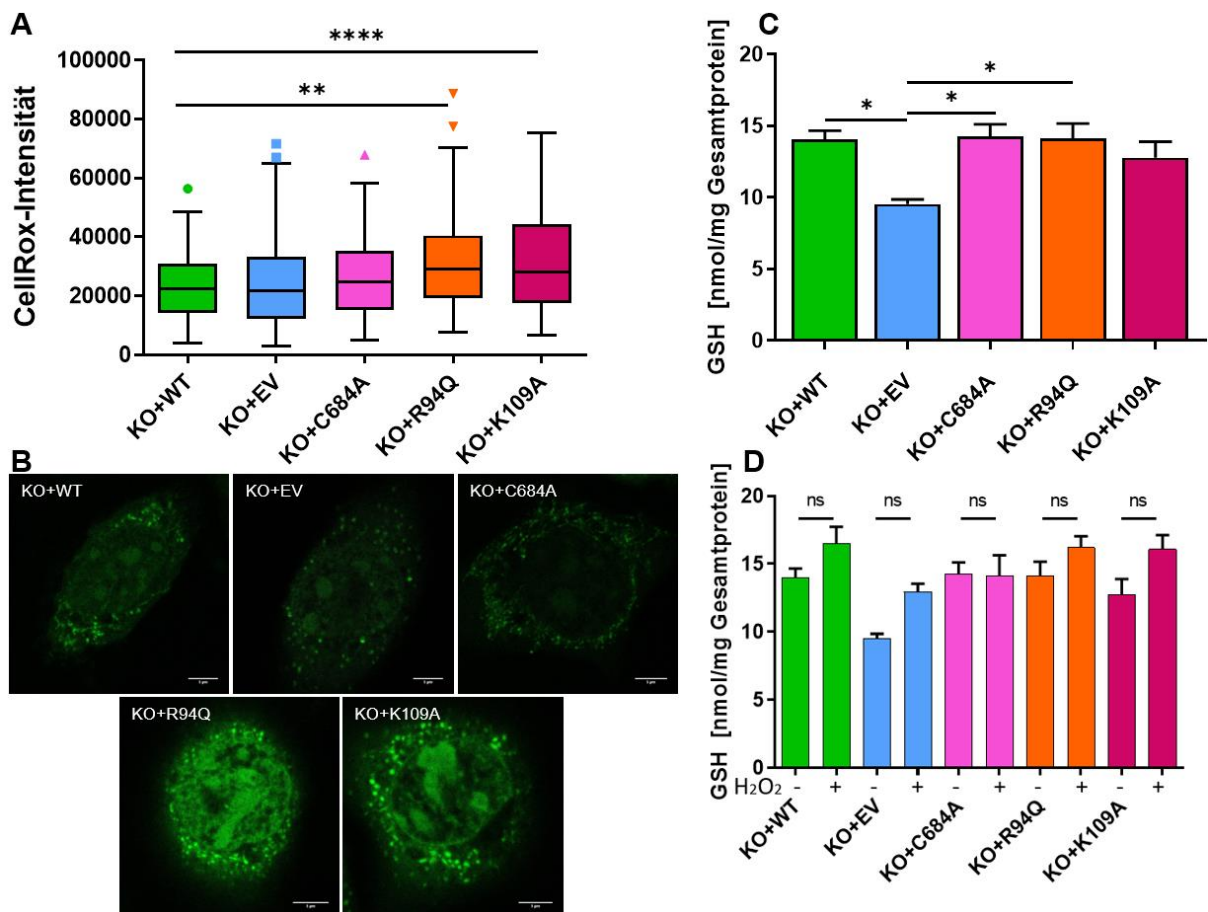 A
CellRox-Intensität
100000
80000
60000
40000
20000
0
****
**
KO+WT
KO+EV
KO+C684A
KO+R94Q
KO+K109A
B
KO+WT
KO+EV
KO+C684A
KO+R94Q
KO+K109A
C
GSH [nmol/mg Gesamtprotein]
20
15
10
5
0
*
*
*
KO+WT
KO+EV
KO+C684A
KO+R94Q
KO+K109A
D
GSH [nmol/mg Gesamtprotein]
20
15
10
5
0
ns ns ns ns ns
H₂O₂ - + - + - + - + - +
KO+WT
KO+EV
KO+C684A
KO+R94Q
KO+K109A